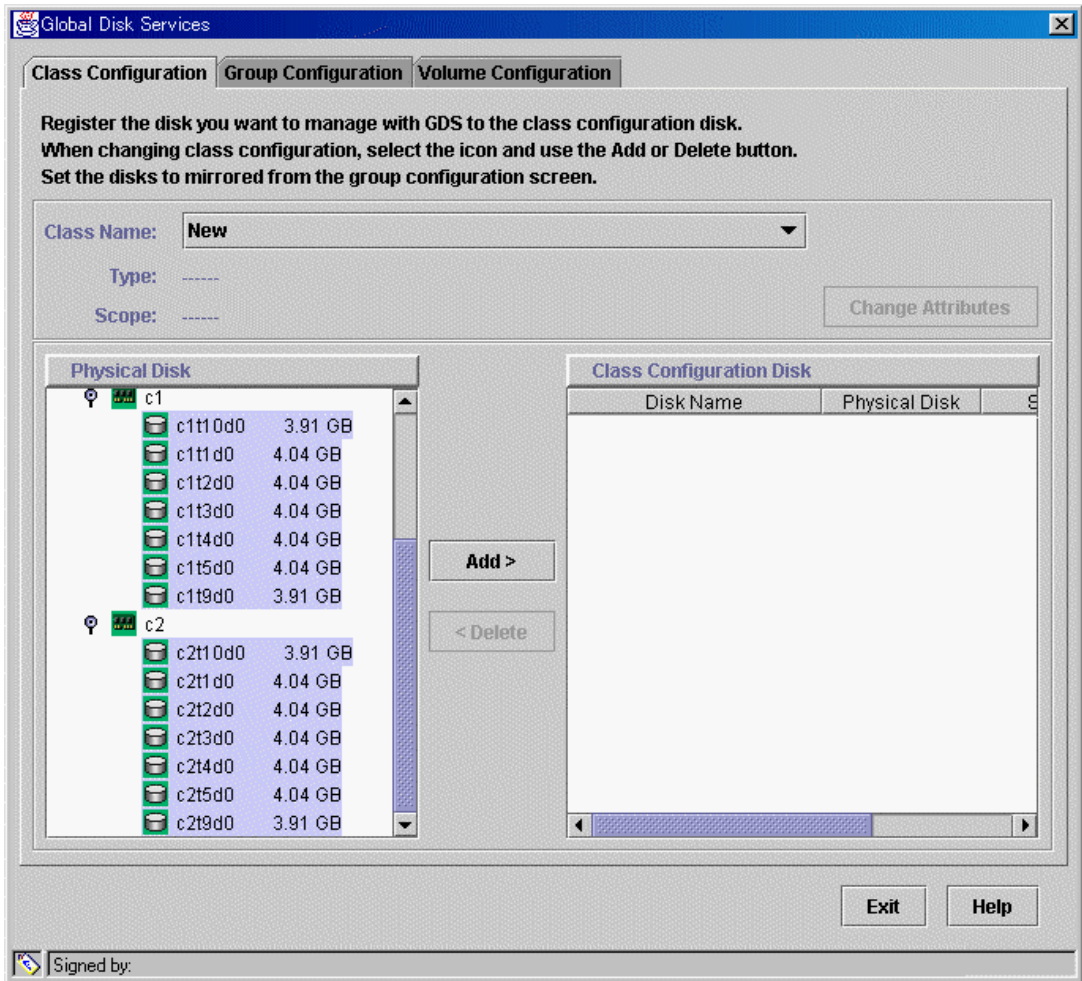 Global Disk Services
Class Configuration Group Configuration Volume Configuration
Register the disk you want to manage with GDS to the class configuration disk.
When changing class configuration, select the icon and use the Add or Delete button.
Set the disks to mirrored from the group configuration screen.
Class Name: New
Type: ------
Scope: ------
Change Attributes
Physical Disk
c1
c1t10d0 3.91 GB
c1t1d0 4.04 GB
c1t2d0 4.04 GB
c1t3d0 4.04 GB
c1t4d0 4.04 GB
c1t5d0 4.04 GB
c1t9d0 3.91 GB
c2
c2t10d0 3.91 GB
c2t1d0 4.04 GB
c2t2d0 4.04 GB
c2t3d0 4.04 GB
c2t4d0 4.04 GB
c2t5d0 4.04 GB
c2t9d0 3.91 GB
Add >
< Delete
Class Configuration Disk
Disk Name Physical Disk
Exit Help
Signed by: